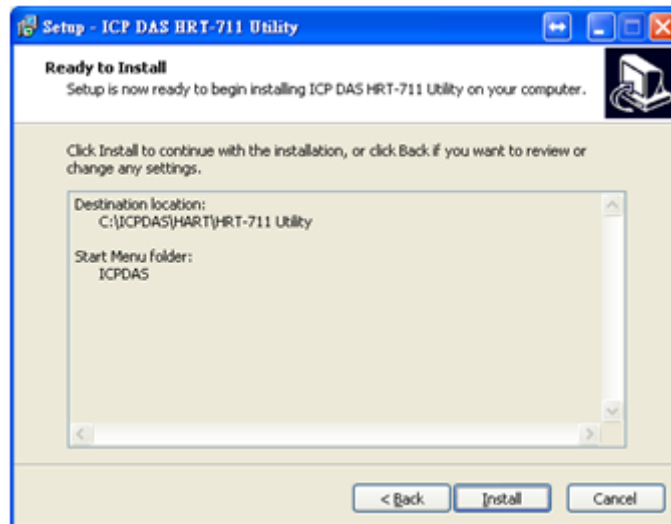 Setup - ICP DAS HRT-711 Utility
Ready to Install
Setup is now ready to begin installing ICP DAS HRT-711 Utility on your computer.
Click Install to continue with the installation, or click Back if you want to review or
change any settings.
Destination location:
C:\ICPDAS\HART\HRT-711 Utility
Start Menu folder:
ICPDAS
< Back
Install
Cancel